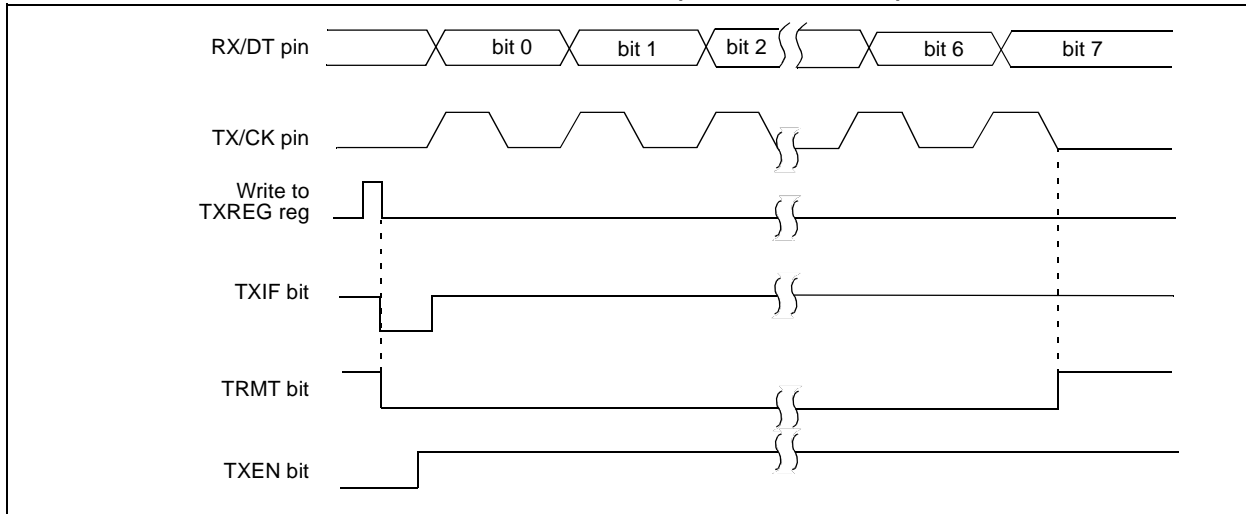 RX/DT pin
bit 0
bit 1
bit 2
bit 6
bit 7
TX/CK pin
Write to
TXREG reg
TXIF bit
TRMT bit
TXEN bit